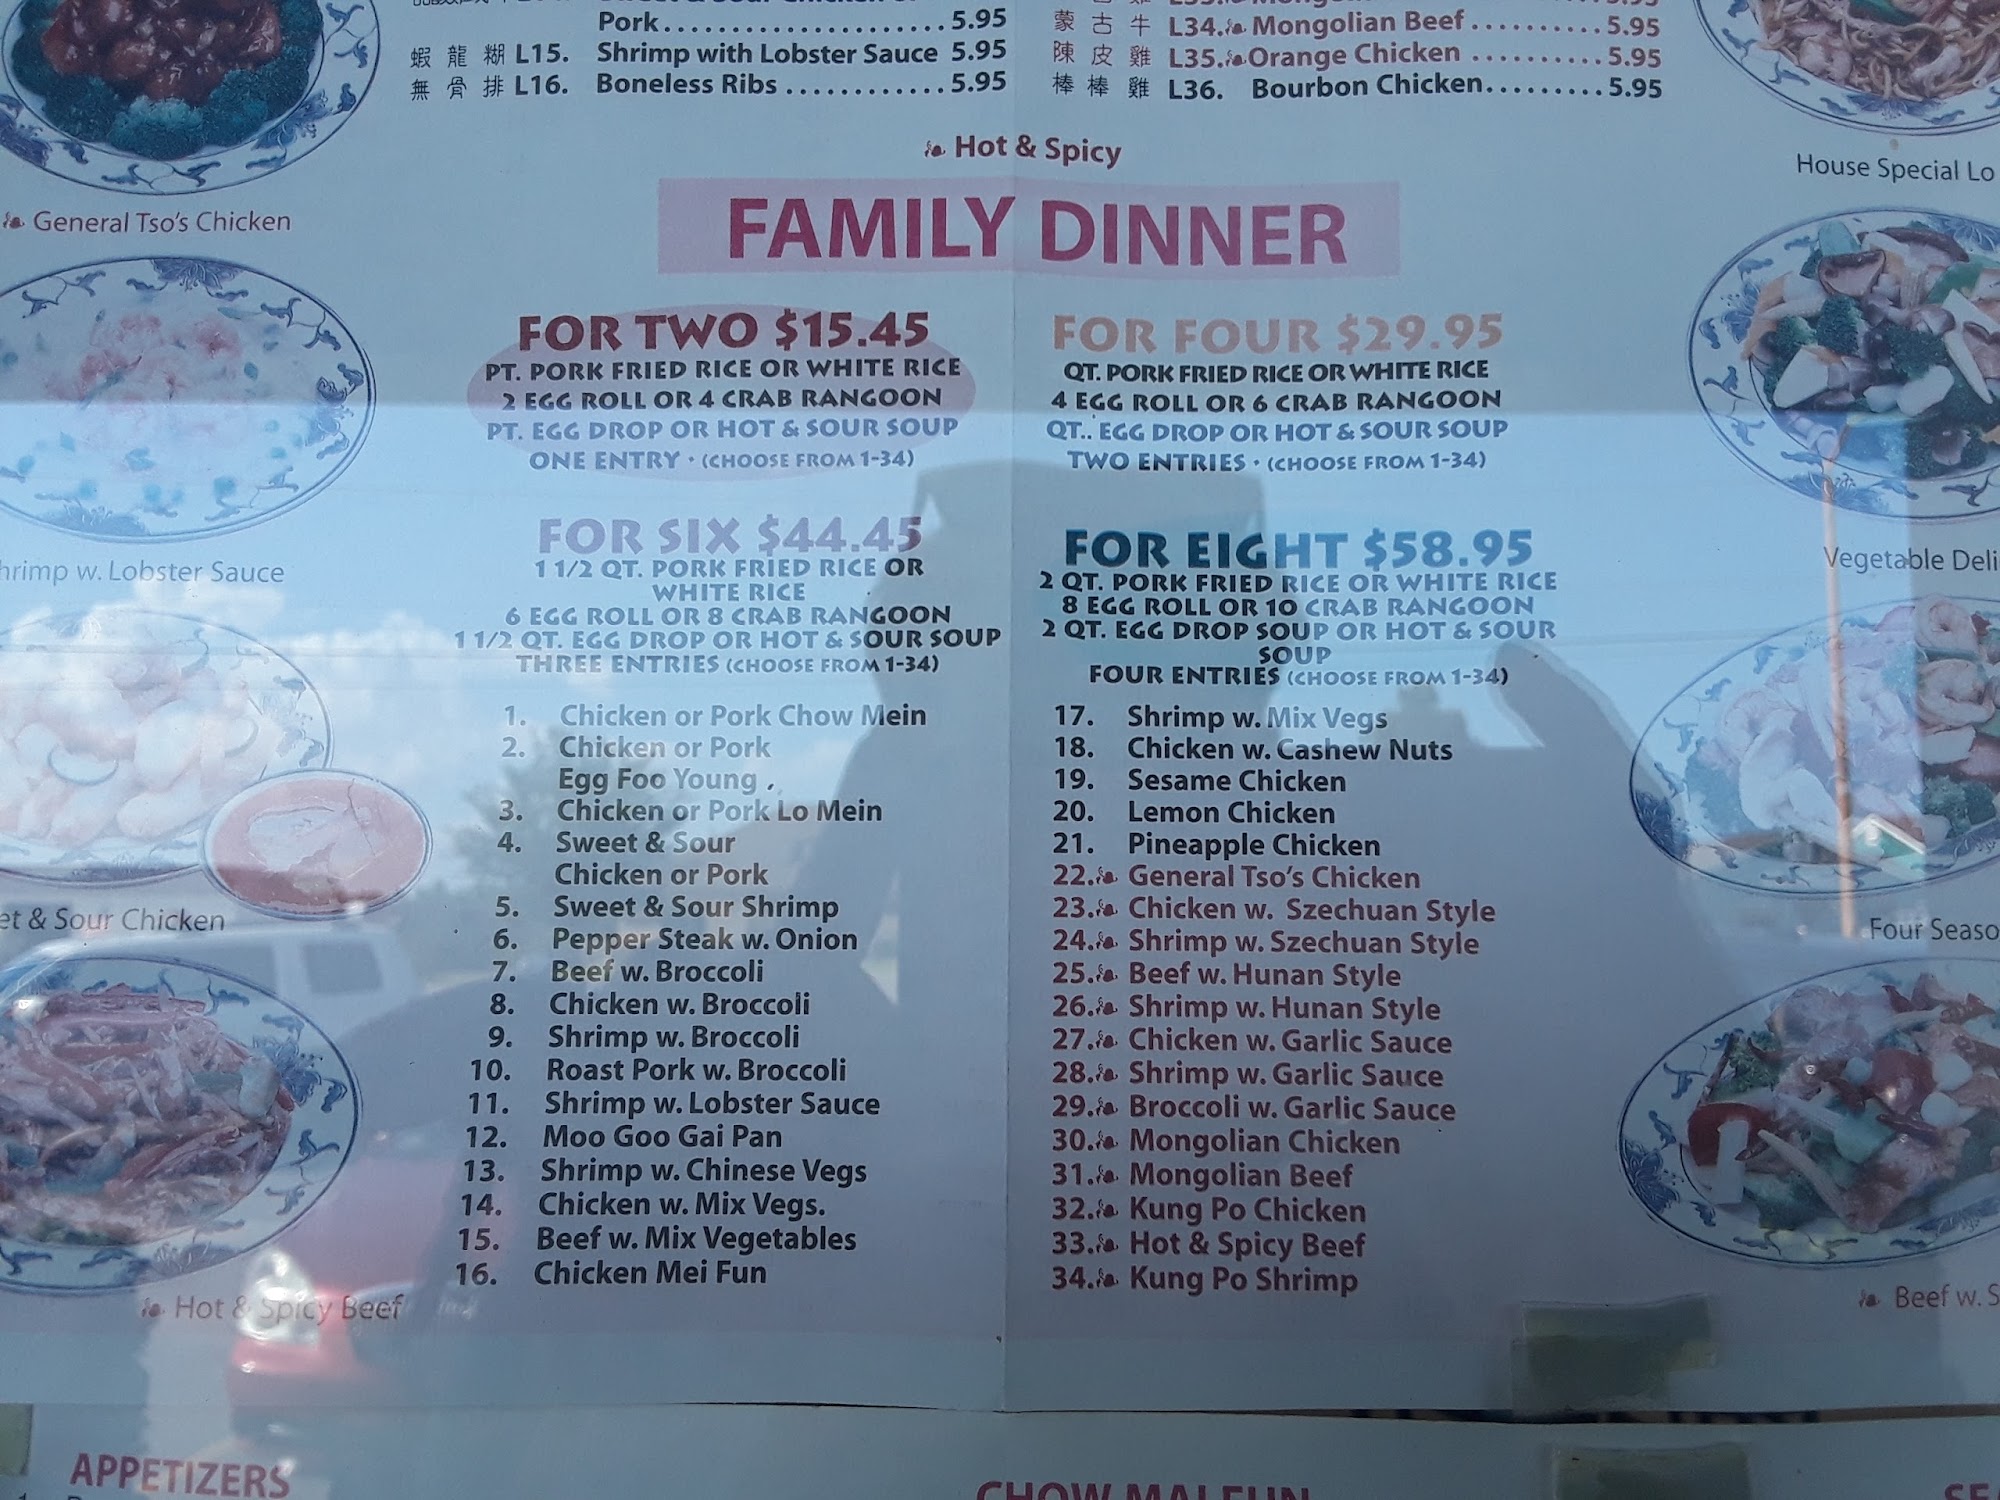 Pork ..................... 5.95
蝦龍糊 L15. Shrimp with Lobster Sauce 5.95
無骨排 L16. Boneless Ribs ............ 5.95
蒙古牛 L34. Mongolian Beef ......... 5.95
陳皮雞 L35. Orange Chicken ......... 5.95
棒棒雞 L36. Bourbon Chicken......... 5.95
Hot & Spicy
FAMILY DINNER
FOR TWO $15.45
PT. PORK FRIED RICE OR WHITE RICE
2 EGG ROLL OR 4 CRAB RANGOON
PT. EGG DROP OR HOT & SOUR SOUP
ONE ENTRY • (CHOOSE FROM 1-34)
FOR FOUR $29.95
QT. PORK FRIED RICE OR WHITE RICE
4 EGG ROLL OR 6 CRAB RANGOON
QT.. EGG DROP OR HOT & SOUR SOUP
TWO ENTRIES • (CHOOSE FROM 1-34)
FOR SIX $44.45
1 1/2 QT. PORK FRIED RICE OR
WHITE RICE
6 EGG ROLL OR 8 CRAB RANGOON
1 1/2 QT. EGG DROP OR HOT & SOUR SOUP
THREE ENTRIES (CHOOSE FROM 1-34)
FOR EIGHT $58.95
2 QT. PORK FRIED RICE OR WHITE RICE
8 EGG ROLL OR 10 CRAB RANGOON
2 QT. EGG DROP SOUP OR HOT & SOUR
SOUP
FOUR ENTRIES (CHOOSE FROM 1-34)
1. Chicken or Pork Chow Mein
2. Chicken or Pork
Egg Foo Young
3. Chicken or Pork Lo Mein
4. Sweet & Sour
Chicken or Pork
5. Sweet & Sour Shrimp
6. Pepper Steak w. Onion
7. Beef w. Broccoli
8. Chicken w. Broccoli
9. Shrimp w. Broccoli
10. Roast Pork w. Broccoli
11. Shrimp w. Lobster Sauce
12. Moo Goo Gai Pan
13. Shrimp w. Chinese Vegs
14. Chicken w. Mix Vegs.
15. Beef w. Mix Vegetables
16. Chicken Mei Fun
17. Shrimp w. Mix Vegs
18. Chicken w. Cashew Nuts
19. Sesame Chicken
20. Lemon Chicken
21. Pineapple Chicken
22. General Tso's Chicken
23. Chicken w. Szechuan Style
24. Shrimp w. Szechuan Style
25. Beef w. Hunan Style
26. Shrimp w. Hunan Style
27. Chicken w. Garlic Sauce
28. Shrimp w. Garlic Sauce
29. Broccoli w. Garlic Sauce
30. Mongolian Chicken
31. Mongolian Beef
32. Kung Po Chicken
33. Hot & Spicy Beef
34. Kung Po Shrimp
General Tso's Chicken
hrimp w. Lobster Sauce
et & Sour Chicken
Hot & Spicy Beef
House Special Lo
Vegetable Deli
Four Seaso
Beef w. S
APPETIZERS
CHOW MAI FUN